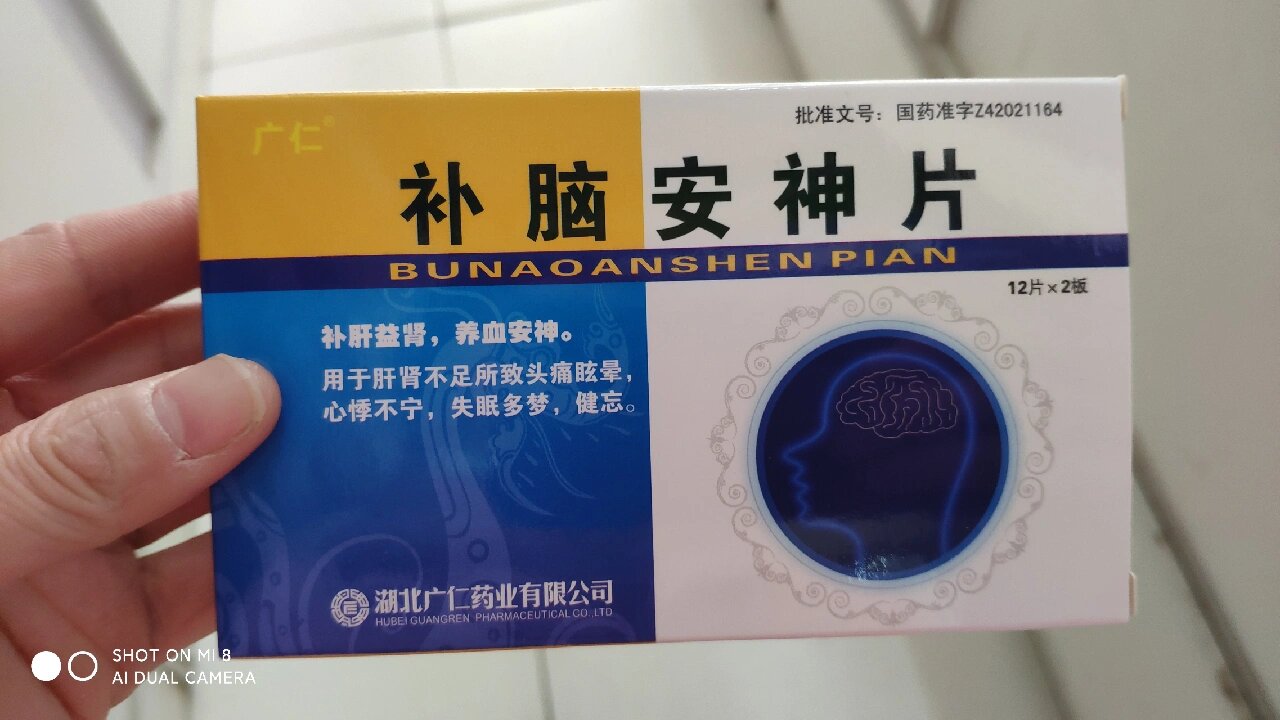 广仁®
批准文号：国药准字Z42021164
补脑安神片
BUNAOANSHEN PIAN
12片×2板
补肝益肾，养血安神。
用于肝肾不足所致头痛眩晕，
心悸不宁，失眠多梦，健忘。
湖北广仁药业有限公司
HUBEI GUANGREN PHARMACEUTICAL CO.,LTD
SHOT ON MI 8
AI DUAL CAMERA